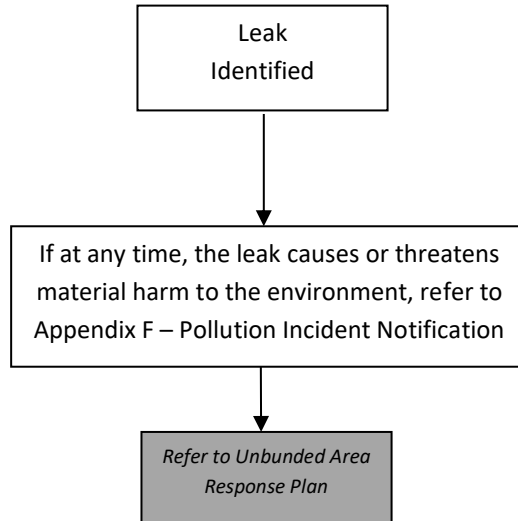 Leak
Identified
If at any time, the leak causes or threatens
material harm to the environment, refer to
Appendix F – Pollution Incident Notification
Refer to Unbunded Area
Response Plan